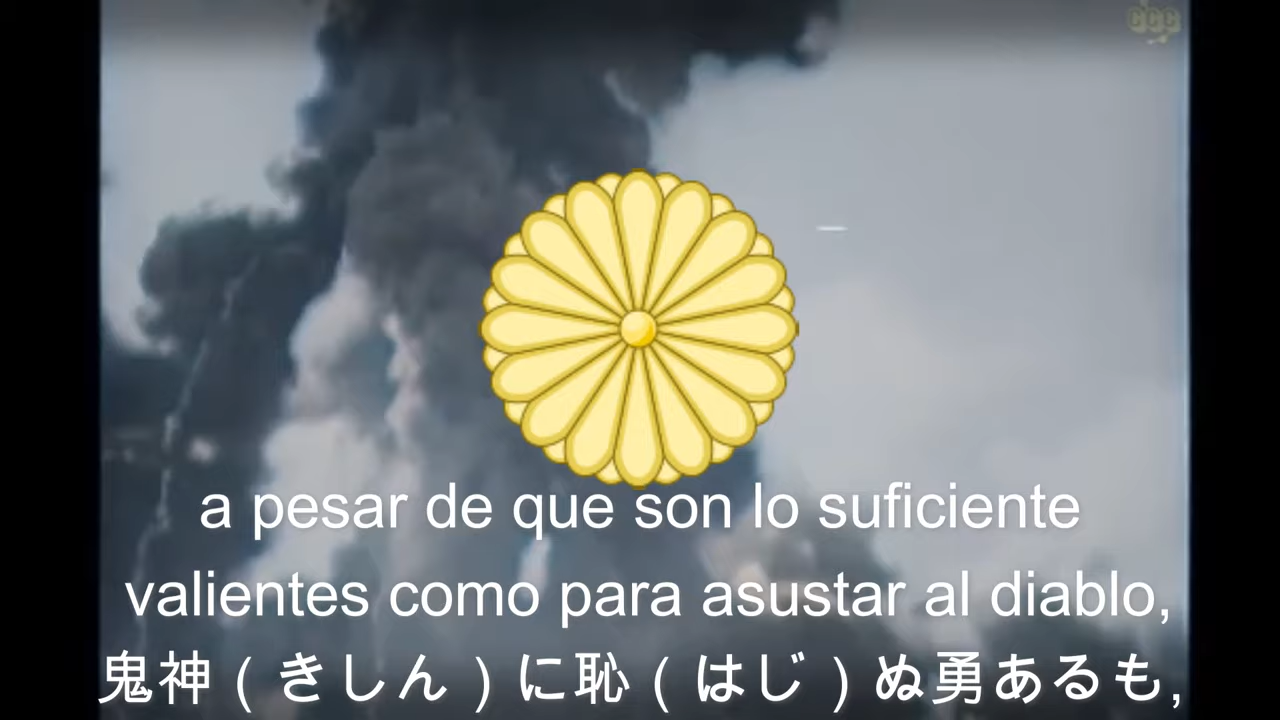 CCC
a pesar de que son lo suficiente
valientes como para asustar al diablo,
鬼神（きしん）に恥（はじ）ぬ勇あるも,